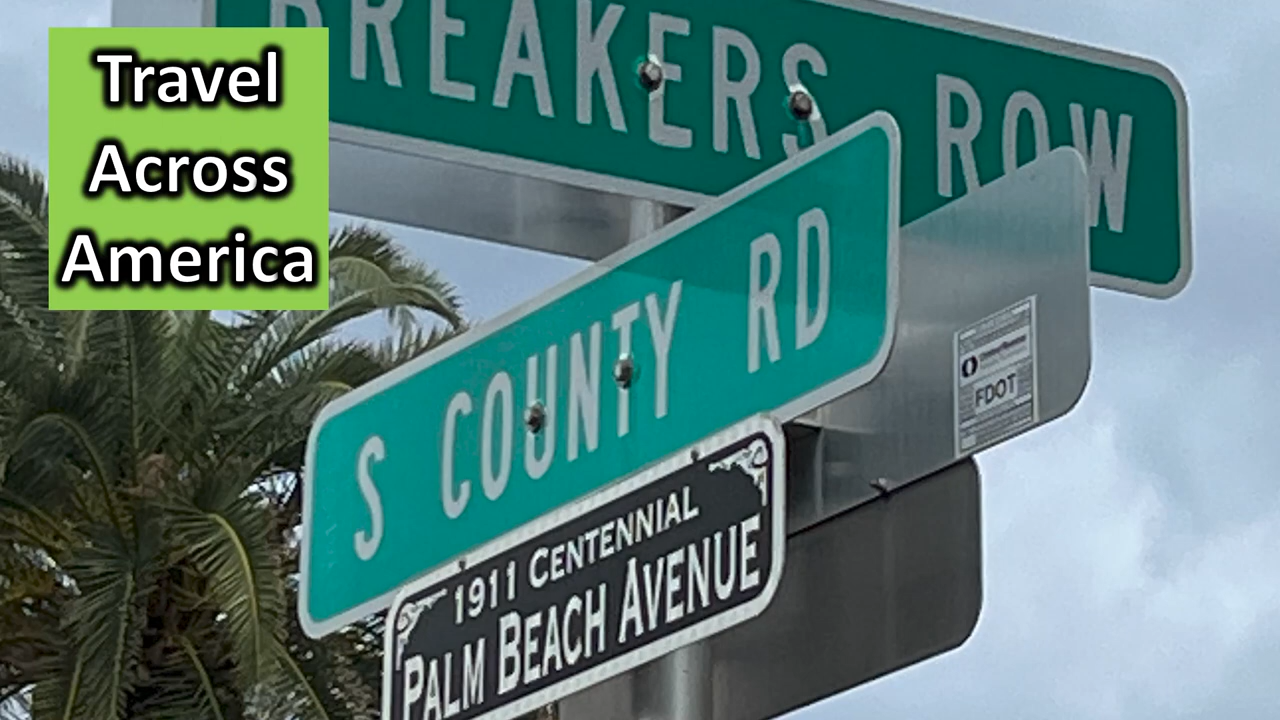 Travel
Across
America
BREAKERS ROW
S COUNTY RD
FDOT
1911 CENTENNIAL
PALM BEACH AVENUE